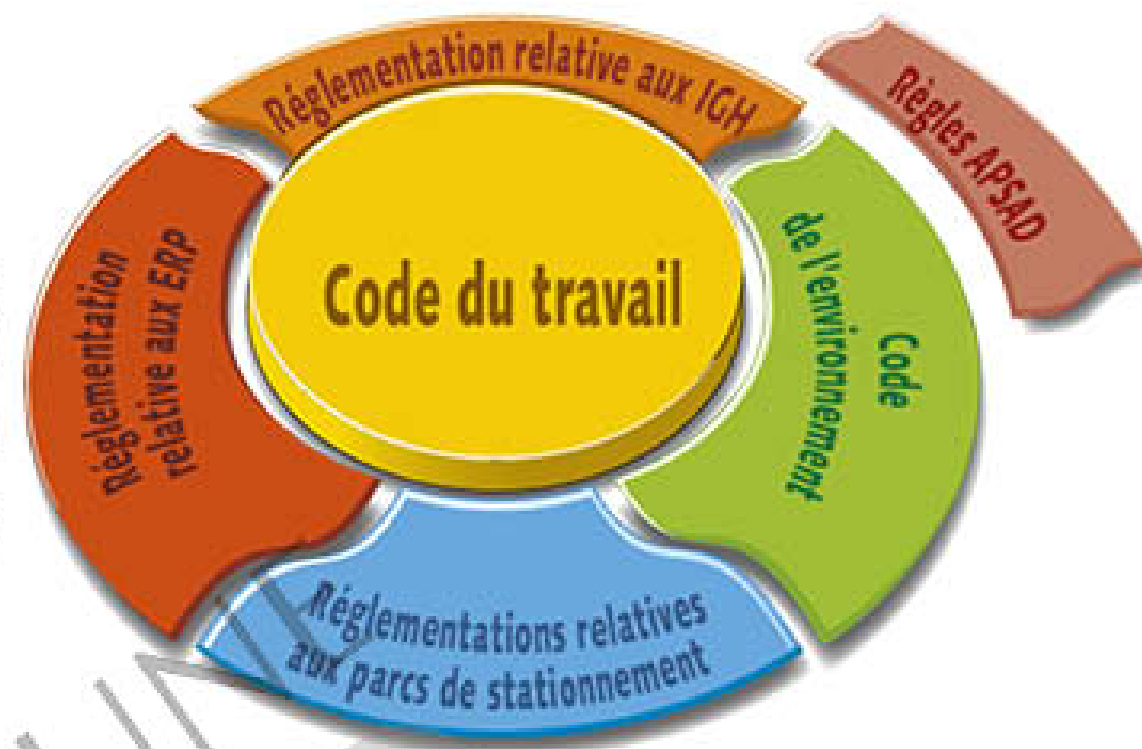 Réglementation relative aux IGH
Règles APSAD
Code du travail
Réglementation
relative aux ERP
Code
de l'environnement
Réglementations relatives
aux parcs de stationnement